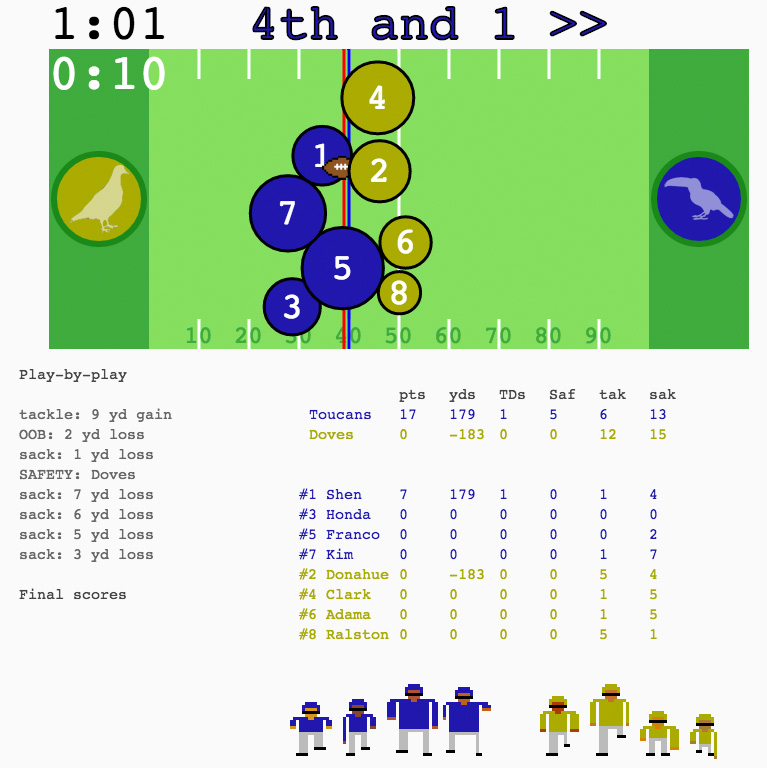 1:01 4th and 1 >>
0:10
4
1
2
7
6
5
8
3
10 20 30 40 50 60 70 80 90
Play-by-play
pts yds TDs Saf tak sak
tackle: 9 yd gain Toucans 17 179 1 5 6 13
OOB: 2 yd loss Doves 0 -183 0 0 12 15
sack: 1 yd loss
SAFETY: Doves
sack: 7 yd loss #1 Shen 7 179 1 0 1 4
sack: 6 yd loss #3 Honda 0 0 0 0 0 0
sack: 5 yd loss #5 Franco 0 0 0 0 0 2
sack: 3 yd loss #7 Kim 0 0 0 0 1 7
#2 Donahue 0 -183 0 0 5 4
Final scores #4 Clark 0 0 0 0 1 5
#6 Adama 0 0 0 0 1 5
#8 Ralston 0 0 0 0 5 1